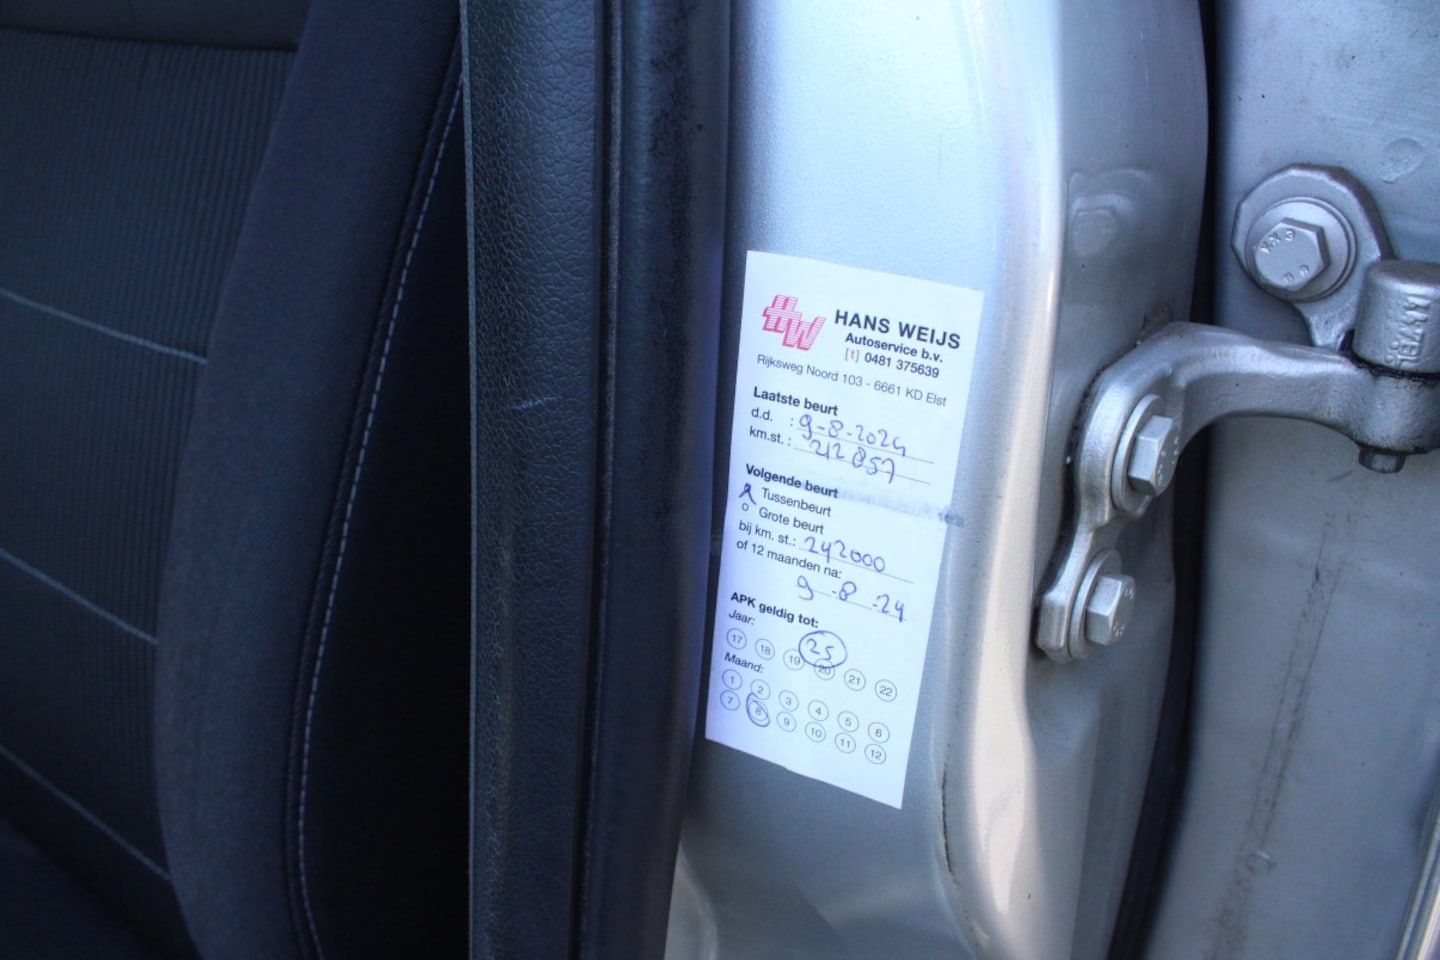 HW
HANS WEIJS
Autoservice b.v.
[t] 0481 375639
Rijksweg Noord 103 - 6661 KD Elst
Laatste beurt
d.d. : 9-8-2024
km.st. : 212857
Volgende beurt
Tussenbeurt
Grote beurt
bij km. st.: 242000
of 12 maanden na:
9-8-24
APK geldig tot:
Jaar:
25
17 18 19 20 21 22
Maand:
1 2 3 4 5 6
7 8 9 10 11 12